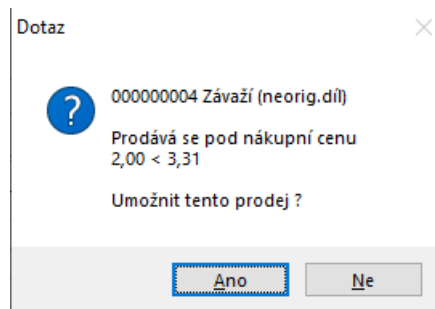 Dotaz
000000004 Závaží (neorig.díl)
Prodává se pod nákupní cenu
2,00 < 3,31
Umožnit tento prodej ?
Ano
Ne